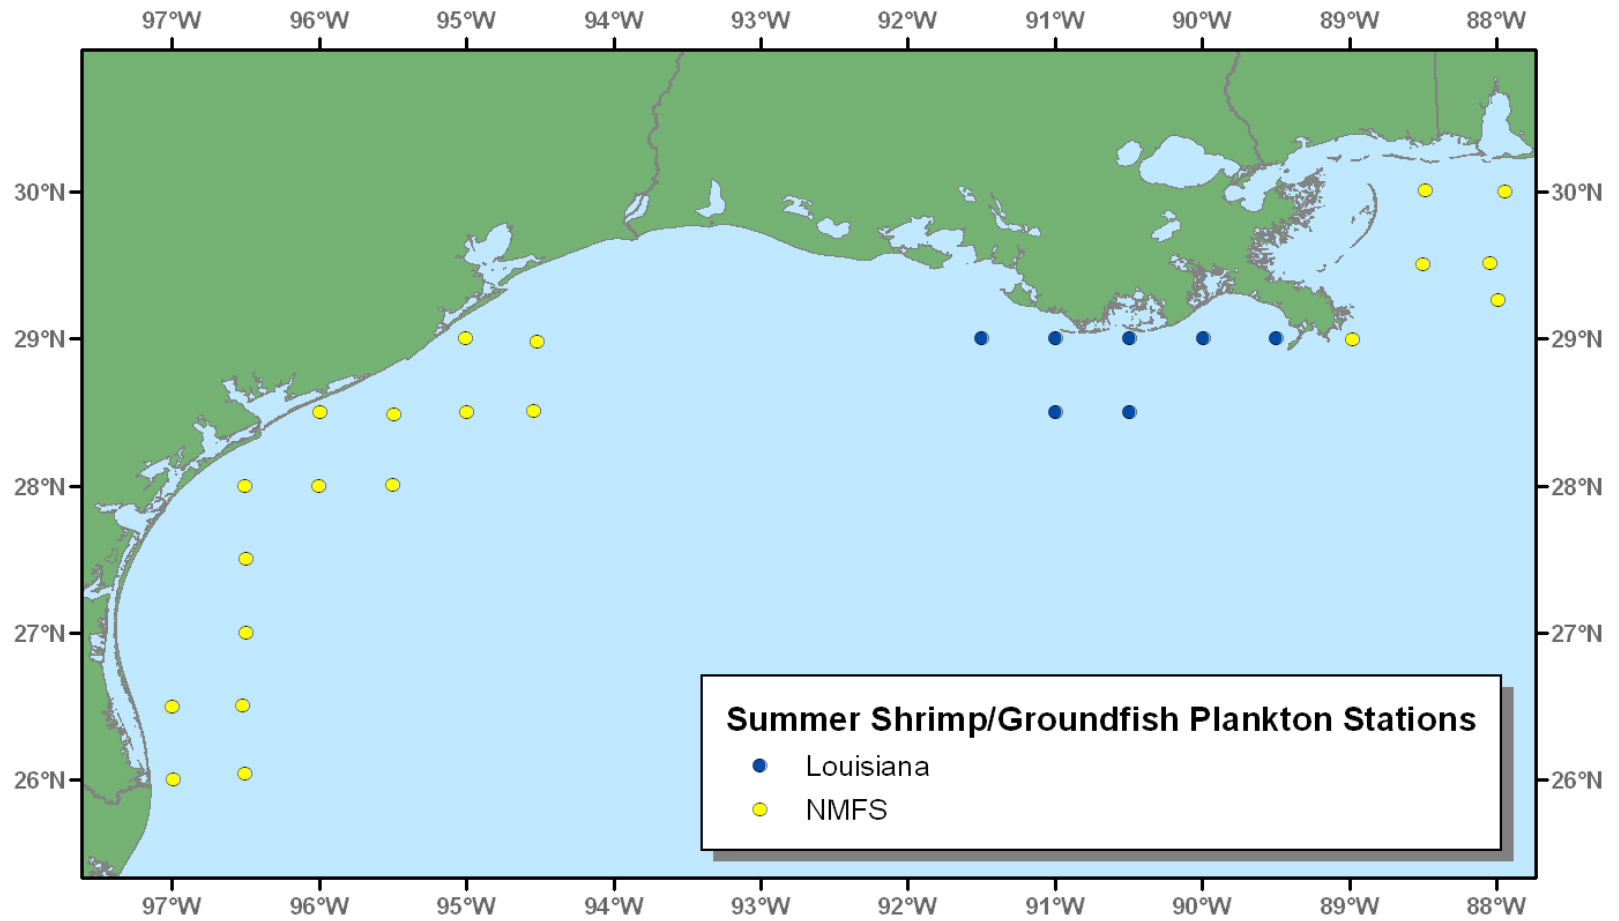 97°W 96°W 95°W 94°W 93°W 92°W 91°W 90°W 89°W 88°W
30°N 30°N
29°N 29°N
28°N 28°N
27°N 27°N
Summer Shrimp/Groundfish Plankton Stations
Louisiana
26°N 26°N
NMFS
97°W 96°W 95°W 94°W 93°W 92°W 91°W 90°W 89°W 88°W